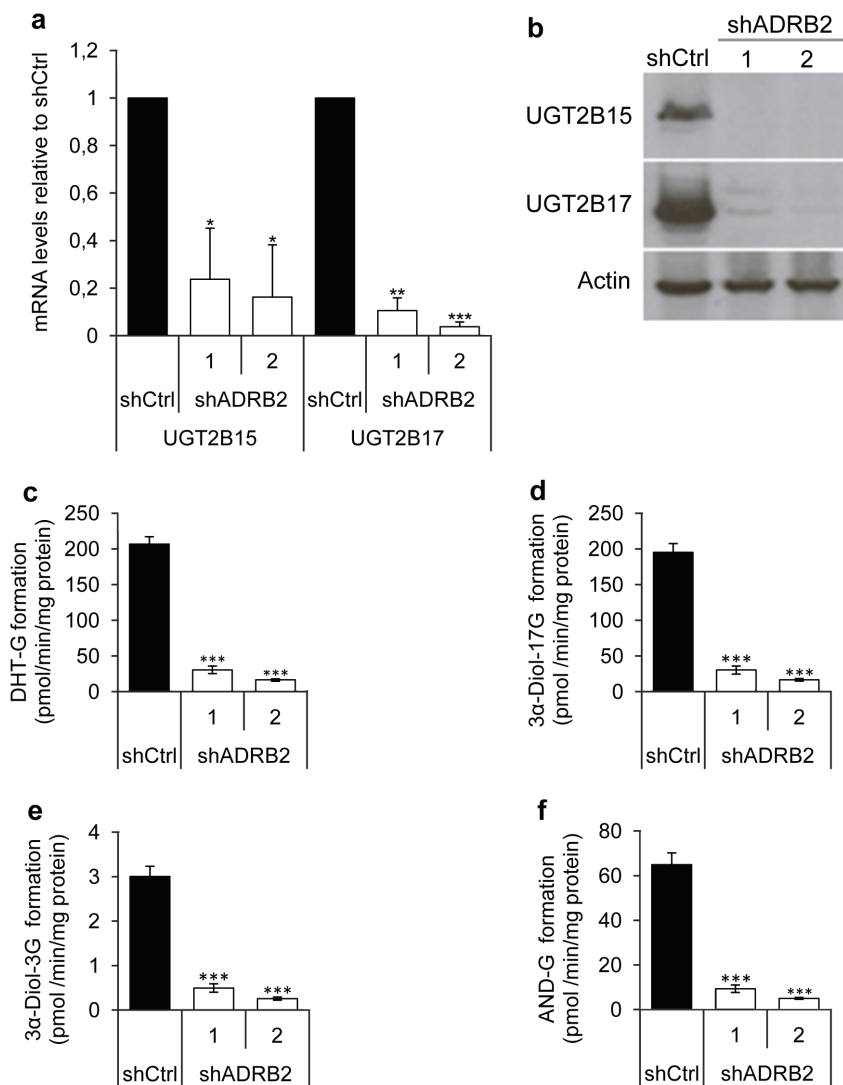 a
mRNA levels relative to shCtrl
1,2
1
0,8
0,6
0,4
0,2
0
* * ** ***
1 2 1 2
shCtrl shADRB2 shCtrl shADRB2
UGT2B15 UGT2B17
b
shADRB2
shCtrl 1 2
UGT2B15
UGT2B17
Actin
c
DHT-G formation
(pmol/min/mg protein)
250
200
150
100
50
0
*** ***
1 2
shCtrl shADRB2
d
3α-Diol-17G formation
(pmol /min/mg protein)
250
200
150
100
50
0
*** ***
1 2
shCtrl shADRB2
e
3α-Diol-3G formation
(pmol /min/mg protein)
4
3
2
1
0
*** ***
1 2
shCtrl shADRB2
f
AND-G formation
(pmol /min/mg protein)
80
60
40
20
0
*** ***
1 2
shCtrl shADRB2